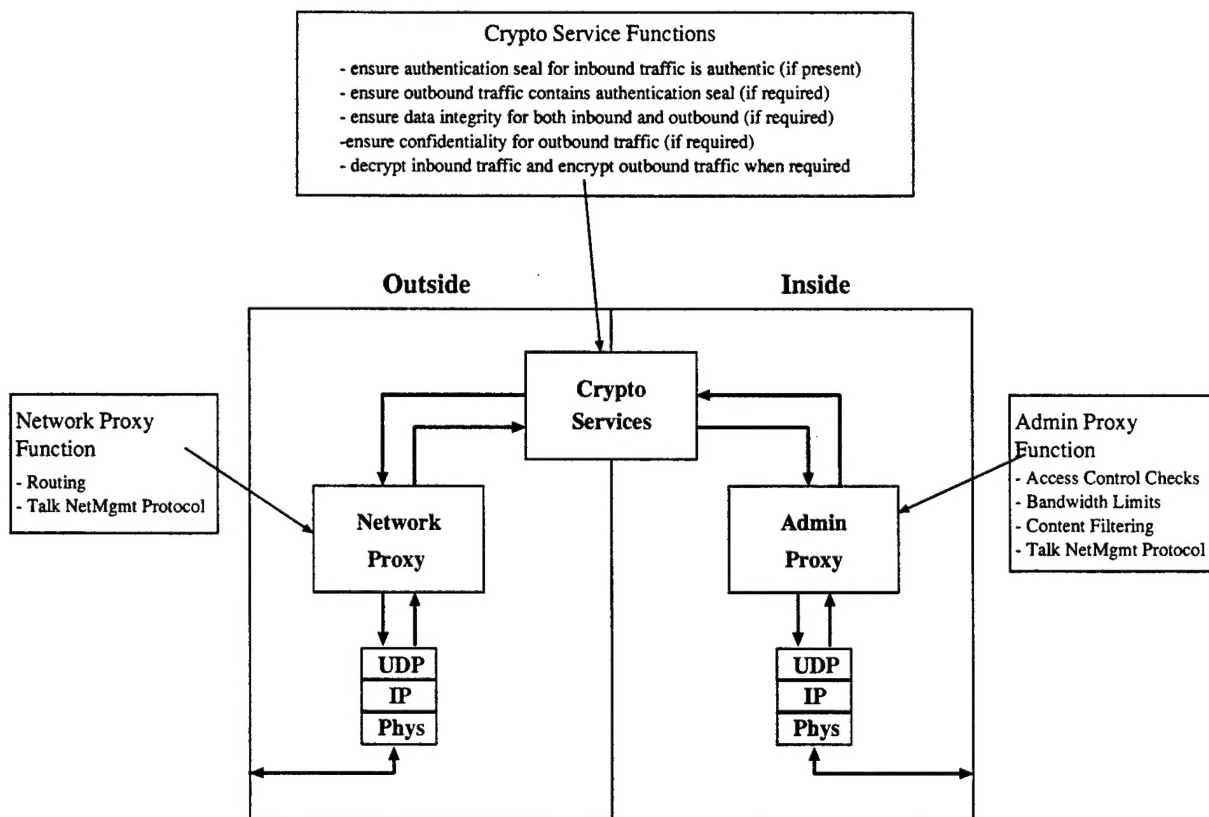 Crypto Service Functions
- ensure authentication seal for inbound traffic is authentic (if present)
- ensure outbound traffic contains authentication seal (if required)
- ensure data integrity for both inbound and outbound (if required)
-ensure confidentiality for outbound traffic (if required)
- decrypt inbound traffic and encrypt outbound traffic when required
Outside
Inside
Crypto
Services
Network Proxy
Function
- Routing
- Talk NetMgmt Protocol
Network
Proxy
Admin
Proxy
Admin Proxy
Function
- Access Control Checks
- Bandwidth Limits
- Content Filtering
- Talk NetMgmt Protocol
UDP
IP
Phys
UDP
IP
Phys